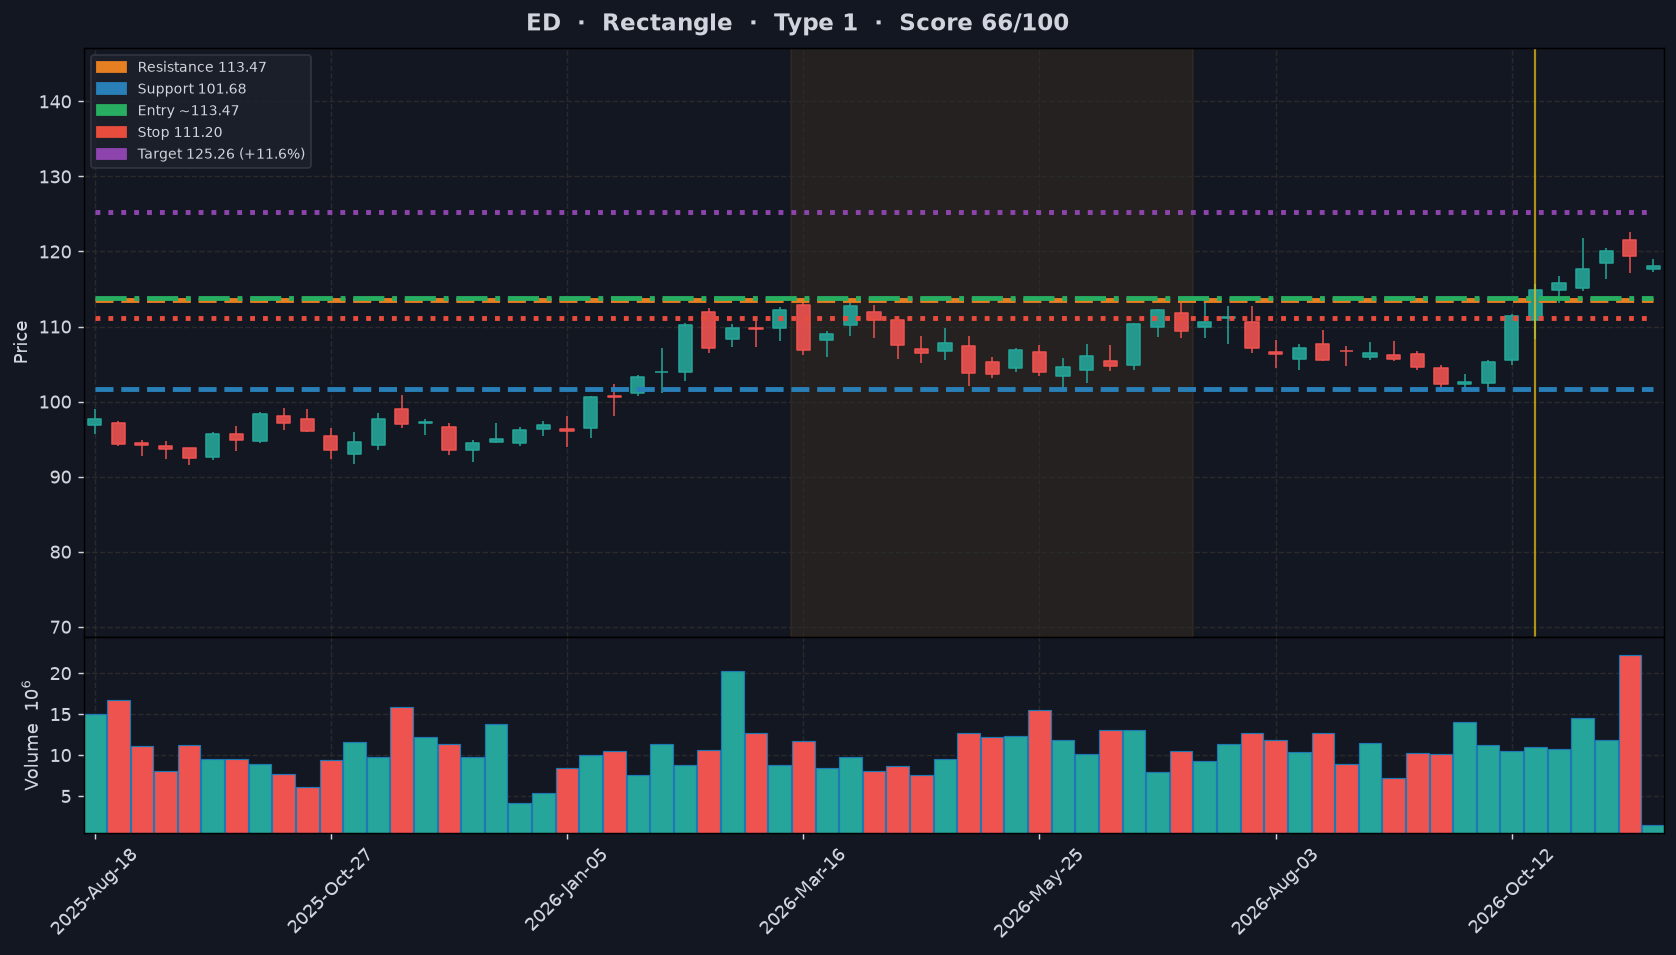 ED · Rectangle · Type 1 · Score 66/100
Resistance 113.47
Support 101.68
Entry ~113.47
Stop 111.20
Target 125.26 (+11.6%)
Price
140
130
120
110
100
90
80
70
Volume 10⁶
20
15
10
5
2025-Aug-18
2025-Oct-27
2026-Jan-05
2026-Mar-16
2026-May-25
2026-Aug-03
2026-Oct-12